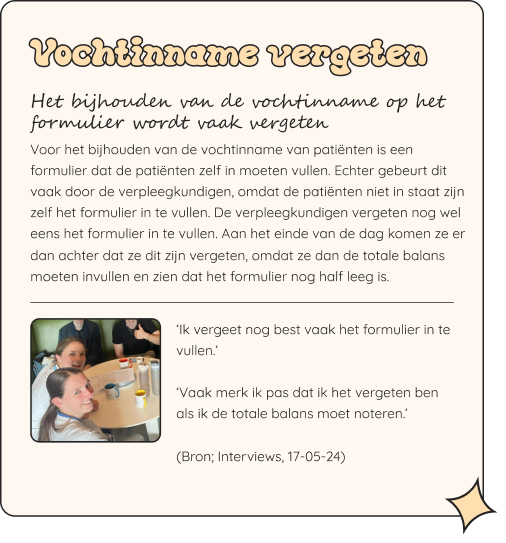 Vochtinname vergeten
Het bijhouden van de vochtinname op het
formulier wordt vaak vergeten
Voor het bijhouden van de vochtinname van patiënten is een
formulier dat de patiënten zelf in moeten vullen. Echter gebeurt dit
vaak door de verpleegkundigen, omdat de patiënten niet in staat zijn
zelf het formulier in te vullen. De verpleegkundigen vergeten nog wel
eens het formulier in te vullen. Aan het einde van de dag komen ze er
dan achter dat ze dit zijn vergeten, omdat ze dan de totale balans
moeten invullen en zien dat het formulier nog half leeg is.
‘Ik vergeet nog best vaak het formulier in te
vullen.’
‘Vaak merk ik pas dat ik het vergeten ben
als ik de totale balans moet noteren.’
(Bron; Interviews, 17-05-24)